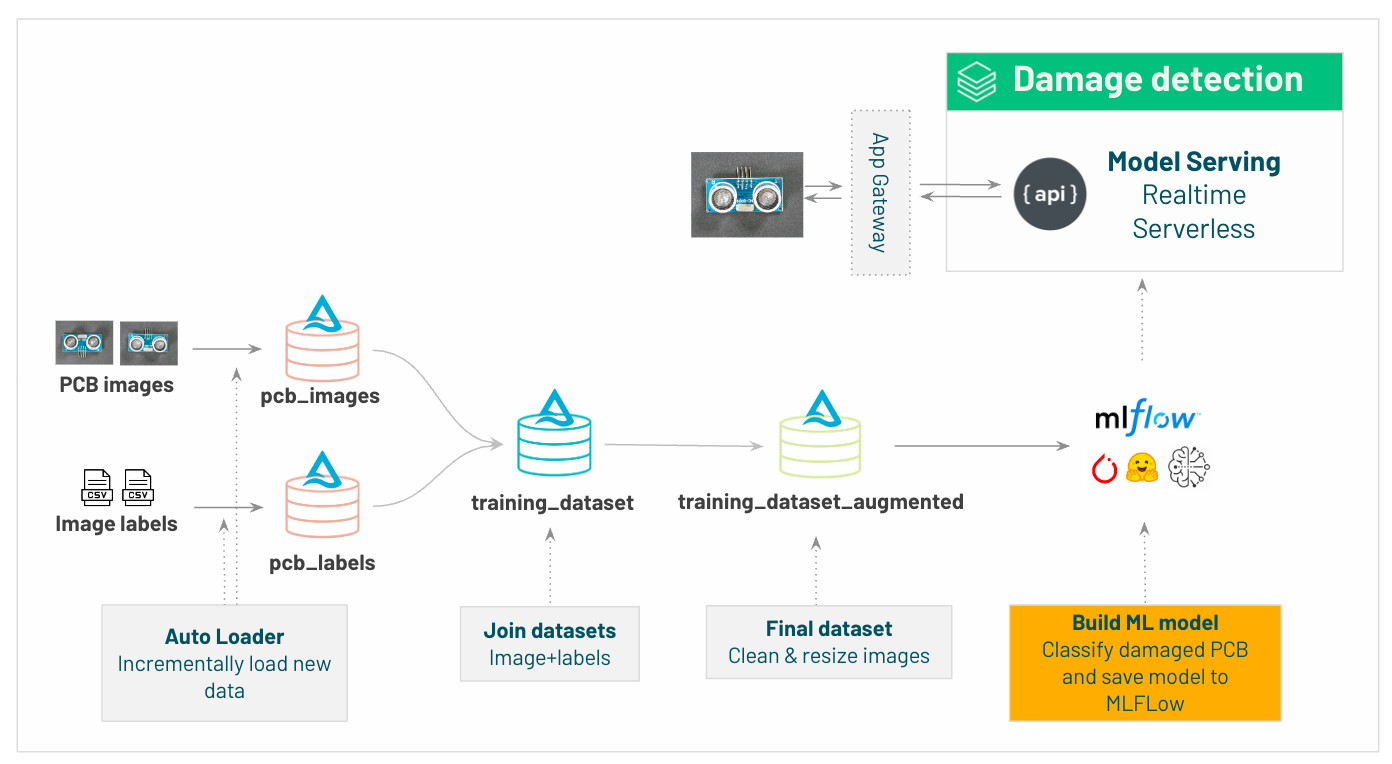 Damage detection
App Gateway
{ api }
Model Serving
Realtime
Serverless
PCB images
pcb_images
CSV
CSV
Image labels
pcb_labels
training_dataset
training_dataset_augmented
mlflow
Auto Loader
Incrementally load new
data
Join datasets
Image+labels
Final dataset
Clean & resize images
Build ML model
Classify damaged PCB
and save model to
MLFLow